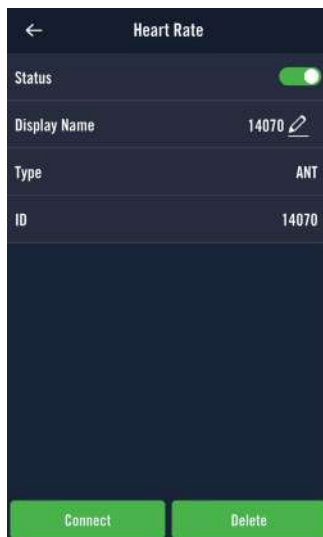 Heart Rate
Status
Display Name 14070
Type ANT
ID 14070
Connect Delete